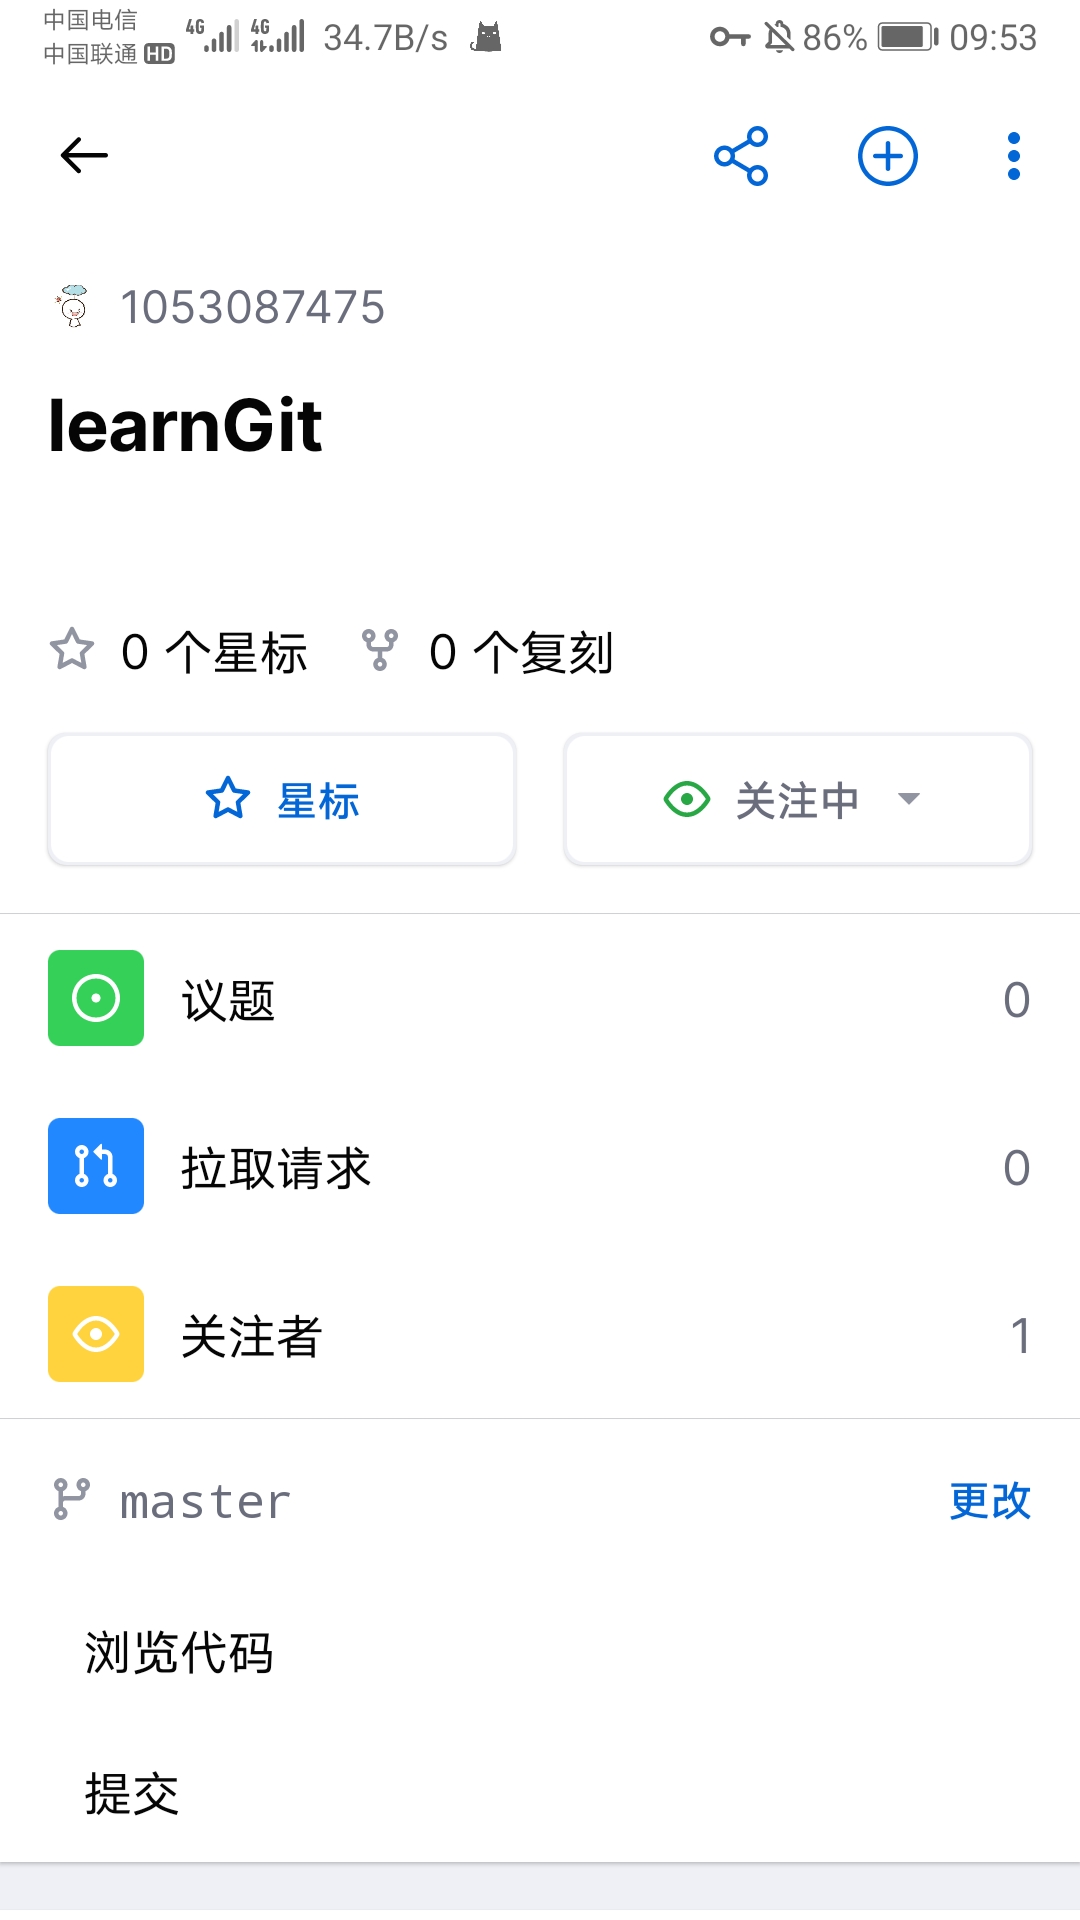 中国电信
中国联通 HD 4G 4G 34.7B/s 86% 09:53
1053087475
learnGit
0 个星标 0 个复刻
星标 关注中
议题 0
拉取请求 0
关注者 1
master 更改
浏览代码
提交